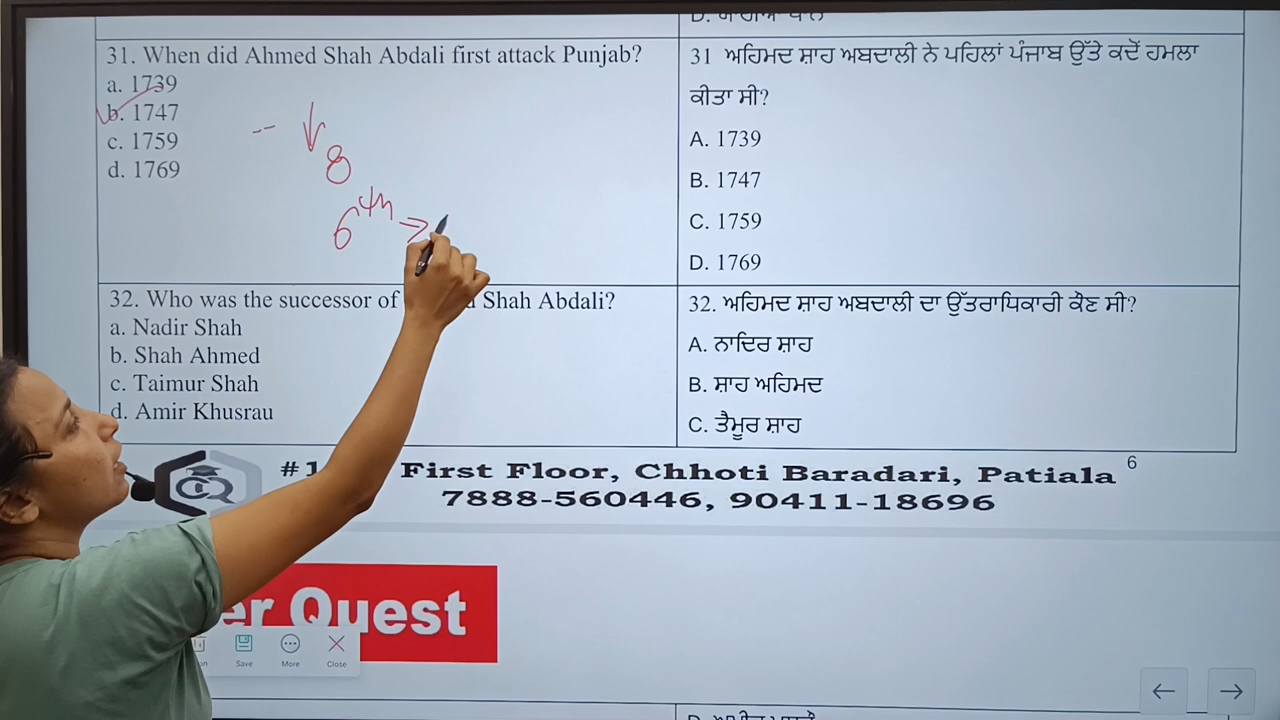 31. When did Ahmed Shah Abdali first attack Punjab?
a. 1739
b. 1747
c. 1759
d. 1769
8
6th →
31 ਅਹਿਮਦ ਸ਼ਾਹ ਅਬਦਾਲੀ ਨੇ ਪਹਿਲਾਂ ਪੰਜਾਬ ਉੱਤੇ ਕਦੋਂ ਹਮਲਾ
ਕੀਤਾ ਸੀ?
A. 1739
B. 1747
C. 1759
D. 1769
32. Who was the successor of Shah Abdali?
a. Nadir Shah
b. Shah Ahmed
c. Taimur Shah
d. Amir Khusrau
32. ਅਹਿਮਦ ਸ਼ਾਹ ਅਬਦਾਲੀ ਦਾ ਉੱਤਰਾਧਿਕਾਰੀ ਕੌਣ ਸੀ?
A. ਨਾਦਿਰ ਸ਼ਾਹ
B. ਸ਼ਾਹ ਅਹਿਮਦ
C. ਤੈਮੂਰ ਸ਼ਾਹ
First Floor, Chhoti Baradari, Patiala
6
7888-560446, 90411-18696
Quest
Save More Close